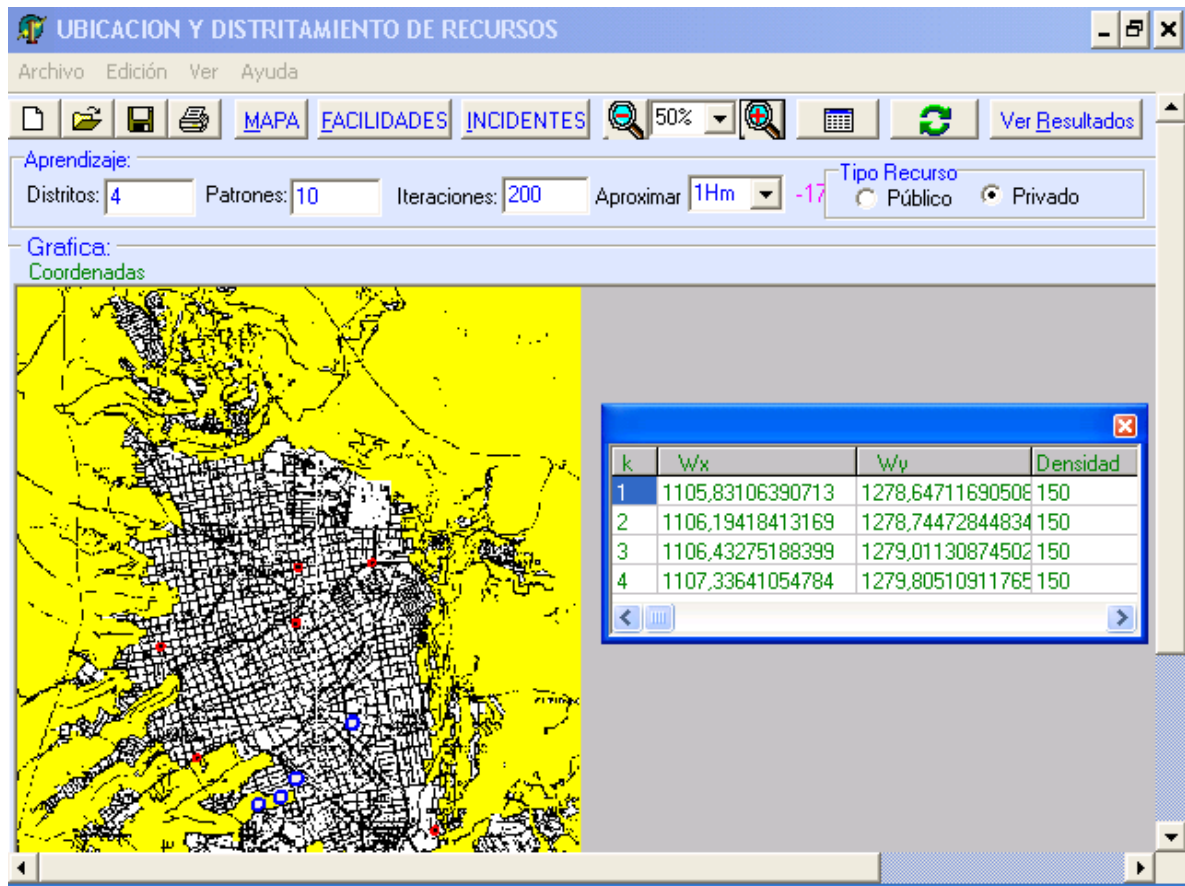 UBICACION Y DISTRITAMIENTO DE RECURSOS
Archivo Edición Ver Ayuda
MAPA FACILIDADES INCIDENTES 50% Ver Resultados
Aprendizaje:
Distritos: 4 Patrones: 10 Iteraciones: 200 Aproximar 1Hm -17
Tipo Recurso
Público Privado
Grafica:
Coordenadas
k Wx Wy Densidad
1 1105,83106390713 1278,64711690508 150
2 1106,19418413169 1278,74472844834 150
3 1106,43275188399 1279,01130874502 150
4 1107,33641054784 1279,80510911765 150